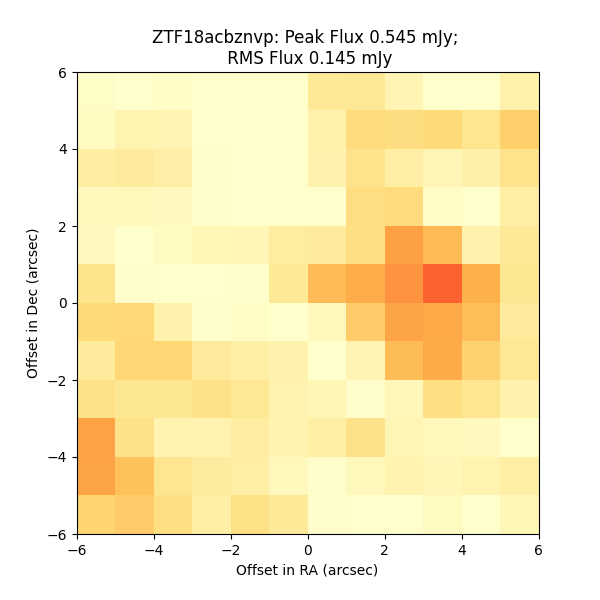 ZTF18acbznvp: Peak Flux 0.545 mJy;
RMS Flux 0.145 mJy
6
4
2
0
−2
−4
−6
Offset in Dec (arcsec)
−6 −4 −2 0 2 4 6
Offset in RA (arcsec)